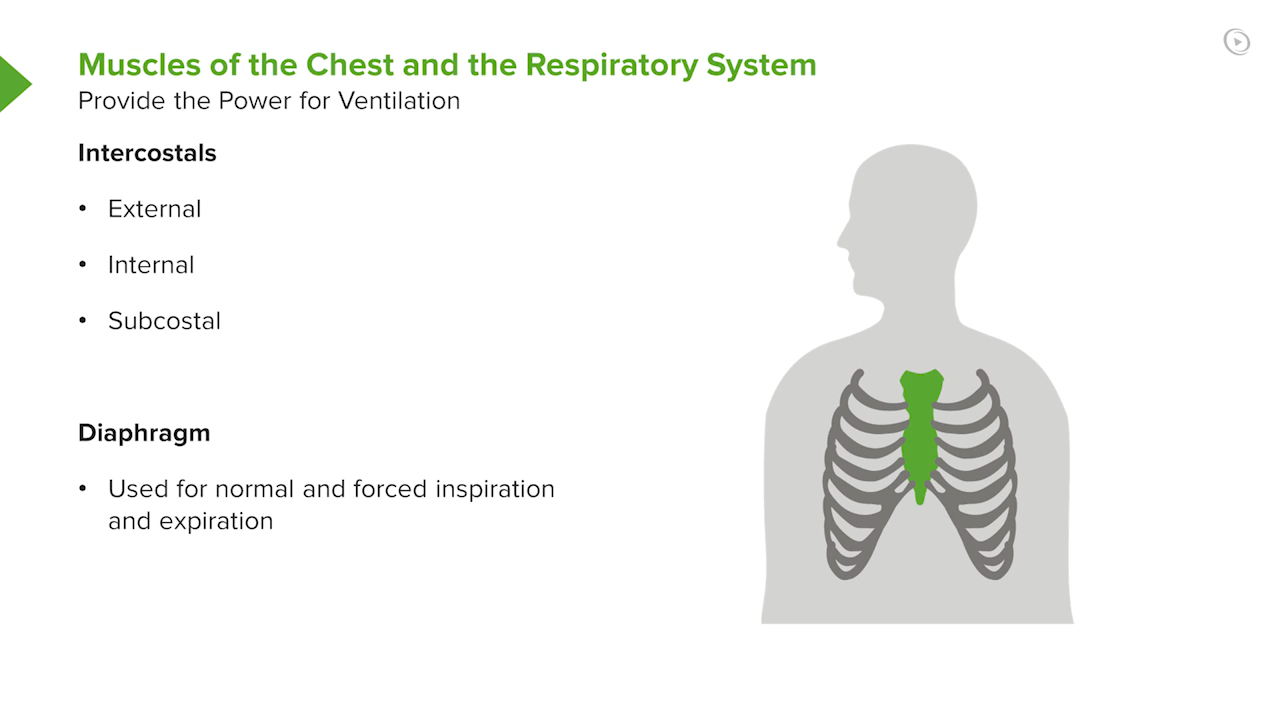 Muscles of the Chest and the Respiratory System
Provide the Power for Ventilation
Intercostals
• External
• Internal
• Subcostal
Diaphragm
• Used for normal and forced inspiration
and expiration